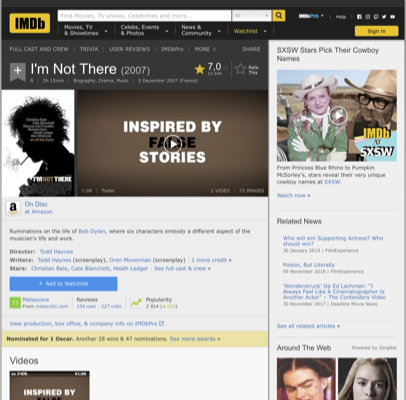 IMDb
Find Movies, TV shows, Celebrities and more...
All
IMDbPro
Help
Movies, TV & Showtimes
Celebs, Events & Photos
News & Community
Watchlist
Sign in
FULL CAST AND CREW | TRIVIA | USER REVIEWS | IMDbPro | MORE
SHARE
I'm Not There (2007)
7,0
Rate This
2h 15min | Biography, Drama, Music | 5 December 2007 (France)
I'M NOT THERE
INSPIRED BY
FALSE
STORIES
1:08 | Trailer
1 VIDEO | 73 IMAGES
On Disc
at Amazon
Ruminations on the life of Bob Dylan, where six characters embody a different aspect of the
musician's life and work.
Director: Todd Haynes
Writers: Todd Haynes (screenplay), Oren Moverman (screenplay) | 1 more credit »
Stars: Christian Bale, Cate Blanchett, Heath Ledger | See full cast & crew »
+ Add to Watchlist
73
Metascore
From metacritic.com
Reviews
234 user | 227 critic
Popularity
2 914
View production, box office, & company info on IMDbPro
Nominated for 1 Oscar. Another 28 wins & 47 nominations. See more awards »
Videos
INSPIRED BY
SXSW Stars Pick Their Cowboy
Names
IMDb
at
SXSW
From Princess Blue Rhino to Pumpkin
McSorley's, stars reveal their very unique
cowboy names at SXSW.
Watch now »
Related News
Who will win Supporting Actress? Who
should win?
30 January 2019 | FilmExperience
Poison, But Literally
09 November 2018 | FilmExperience
'Wonderstruck' Dp Ed Lachman: "I
Always Feel Like a Cinematographer Is
Another Actor" – The Contenders Video
30 November 2017 | Deadline Movie News
See all related articles »
Around The Web
Powered by ZergNet